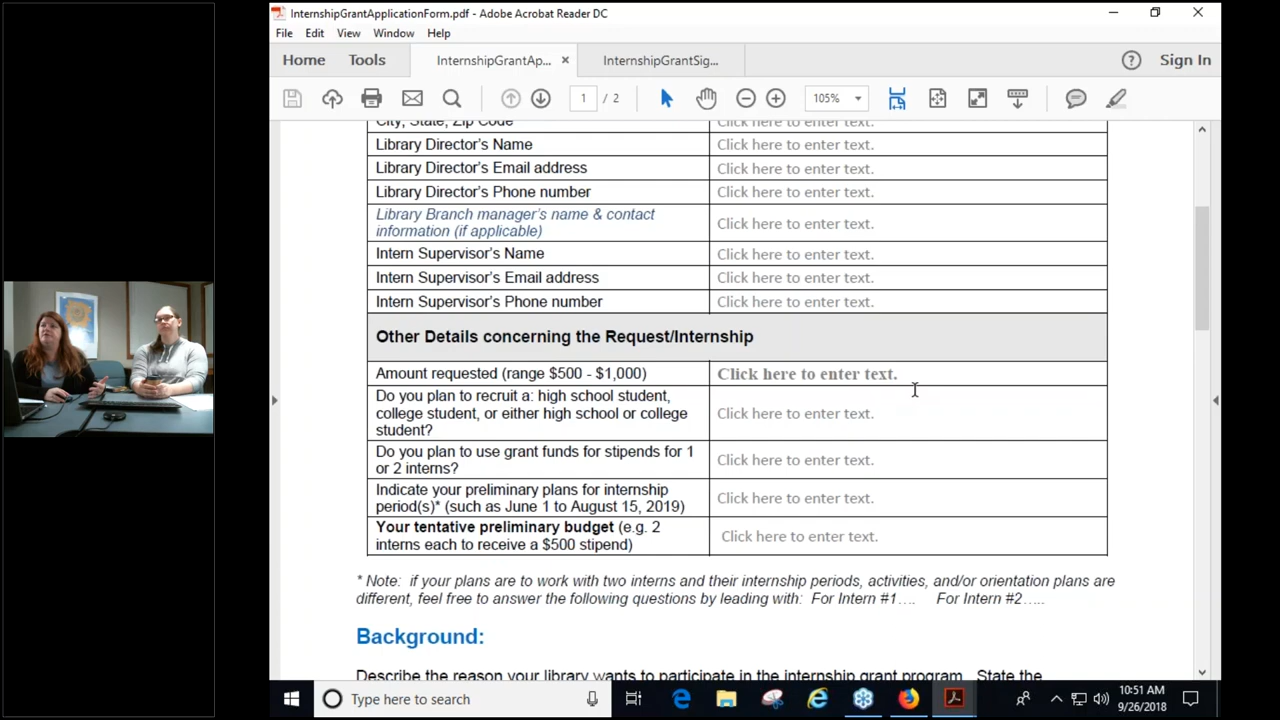 InternshipGrantApplicationForm.pdf - Adobe Acrobat Reader DC
File Edit View Window Help
Home Tools InternshipGrantAp... × InternshipGrantSig... Sign In
1 / 2 105%
City, State, Zip Code Click here to enter text.
Library Director's Name Click here to enter text.
Library Director's Email address Click here to enter text.
Library Director's Phone number Click here to enter text.
Library Branch manager's name & contact
information (if applicable) Click here to enter text.
Intern Supervisor's Name Click here to enter text.
Intern Supervisor's Email address Click here to enter text.
Intern Supervisor's Phone number Click here to enter text.
Other Details concerning the Request/Internship
Amount requested (range $500 - $1,000) Click here to enter text.
Do you plan to recruit a: high school student,
college student, or either high school or college
student? Click here to enter text.
Do you plan to use grant funds for stipends for 1
or 2 interns? Click here to enter text.
Indicate your preliminary plans for internship
period(s)* (such as June 1 to August 15, 2019) Click here to enter text.
Your tentative preliminary budget (e.g. 2
interns each to receive a $500 stipend) Click here to enter text.
* Note: if your plans are to work with two interns and their internship periods, activities, and/or orientation plans are
different, feel free to answer the following questions by leading with: For Intern #1.... For Intern #2.....
Background:
Describe the reason your library wants to participate in the internship grant program. State the
Type here to search
10:51 AM
9/26/2018